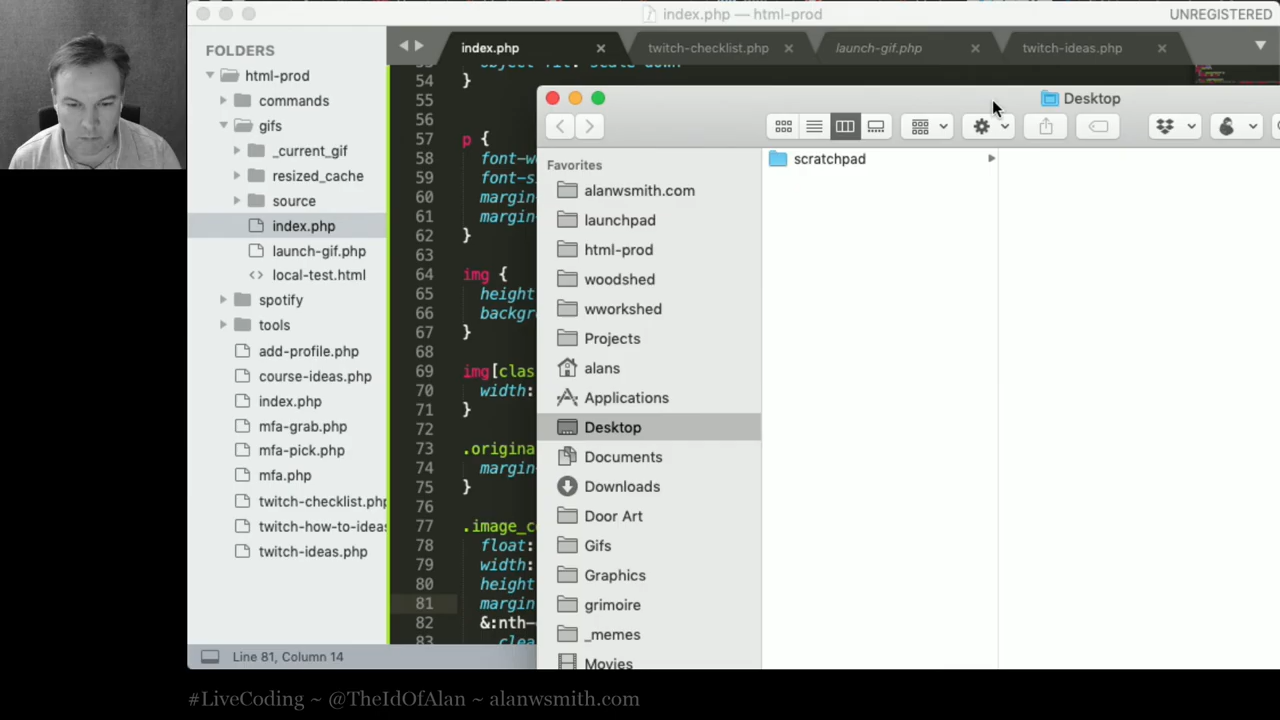 index.php — html-prod
UNREGISTERED
FOLDERS
html-prod
commands
gifs
_current_gif
resized_cache
source
index.php
launch-gif.php
local-test.html
spotify
tools
add-profile.php
course-ideas.php
index.php
mfa-grab.php
mfa-pick.php
mfa.php
twitch-checklist.php
twitch-how-to-ideas
twitch-ideas.php
index.php
twitch-checklist.php
launch-gif.php
twitch-ideas.php
54 }
55
56
57 p {
58 font-w
59 font-s
60 margin
61 margin
62 }
63
64 img {
65 height
66 backgr
67 }
68
69 img[clas
70 width:
71 }
72
73 .origina
74 margin
75 }
76
77 .image_c
78 float:
79 width:
80 height
81 margin
82 &:nth-
83 cle
Desktop
Favorites
alanwsmith.com
launchpad
html-prod
woodshed
wworkshed
Projects
alans
Applications
Desktop
Documents
Downloads
Door Art
Gifs
Graphics
grimoire
_memes
Movies
scratchpad
Line 81, Column 14
#LiveCoding ~ @TheIdOfAlan ~ alanwsmith.com